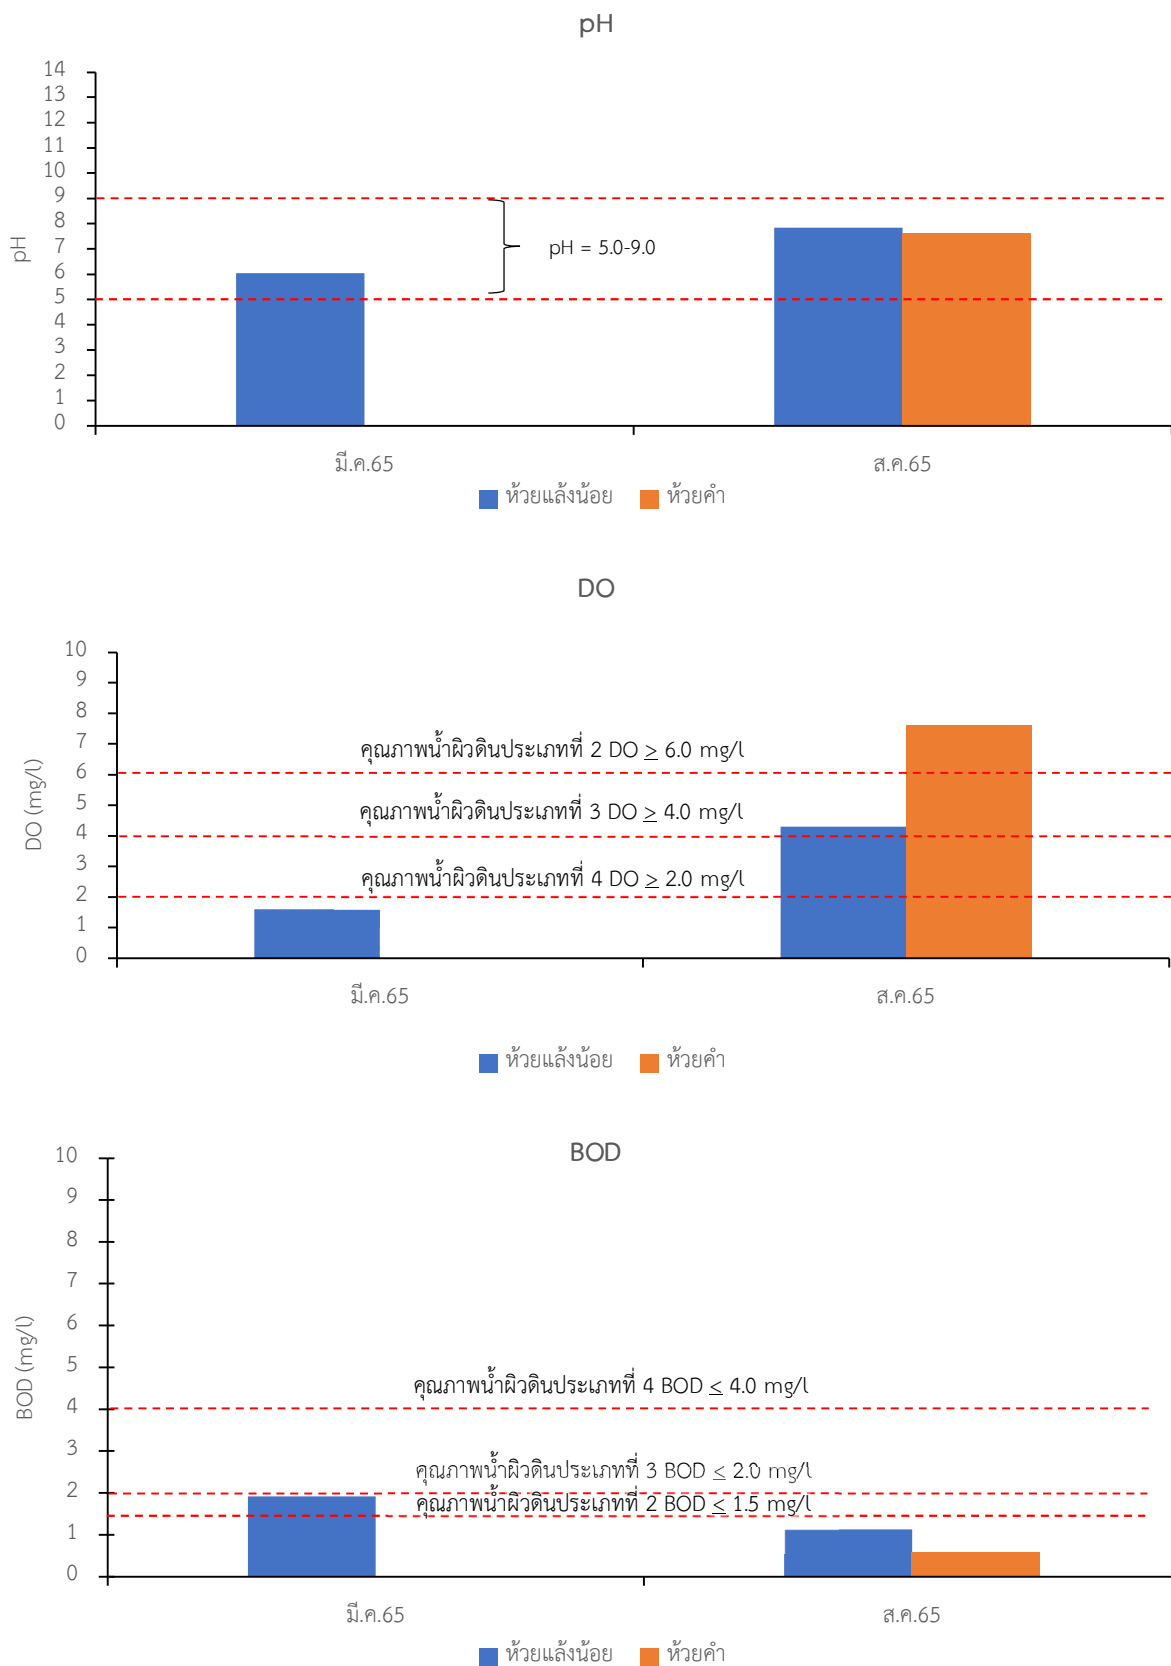 pH
14
13
12
11
10
9
8
7
6
5
4
3
2
1
0
pH
pH = 5.0-9.0
มี.ค.65
ส.ค.65
ห้วยแล้งน้อย ห้วยคำ
DO
10
9
8
7
6
5
4
3
2
1
0
DO (mg/l)
คุณภาพน้ำผิวดินประเภทที่ 2 DO ≥ 6.0 mg/l
คุณภาพน้ำผิวดินประเภทที่ 3 DO ≥ 4.0 mg/l
คุณภาพน้ำผิวดินประเภทที่ 4 DO ≥ 2.0 mg/l
มี.ค.65
ส.ค.65
ห้วยแล้งน้อย ห้วยคำ
BOD
10
9
8
7
6
5
4
3
2
1
0
BOD (mg/l)
คุณภาพน้ำผิวดินประเภทที่ 4 BOD ≤ 4.0 mg/l
คุณภาพน้ำผิวดินประเภทที่ 3 BOD ≤ 2.0 mg/l
คุณภาพน้ำผิวดินประเภทที่ 2 BOD ≤ 1.5 mg/l
มี.ค.65
ส.ค.65
ห้วยแล้งน้อย ห้วยคำ